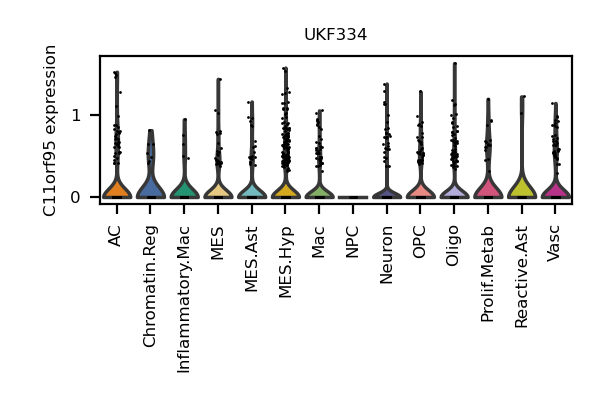 UKF334
C11orf95 expression
1
0
AC
Chromatin.Reg
Inflammatory.Mac
MES
MES.Ast
MES.Hyp
Mac
NPC
Neuron
OPC
Oligo
Prolif.Metab
Reactive.Ast
Vasc